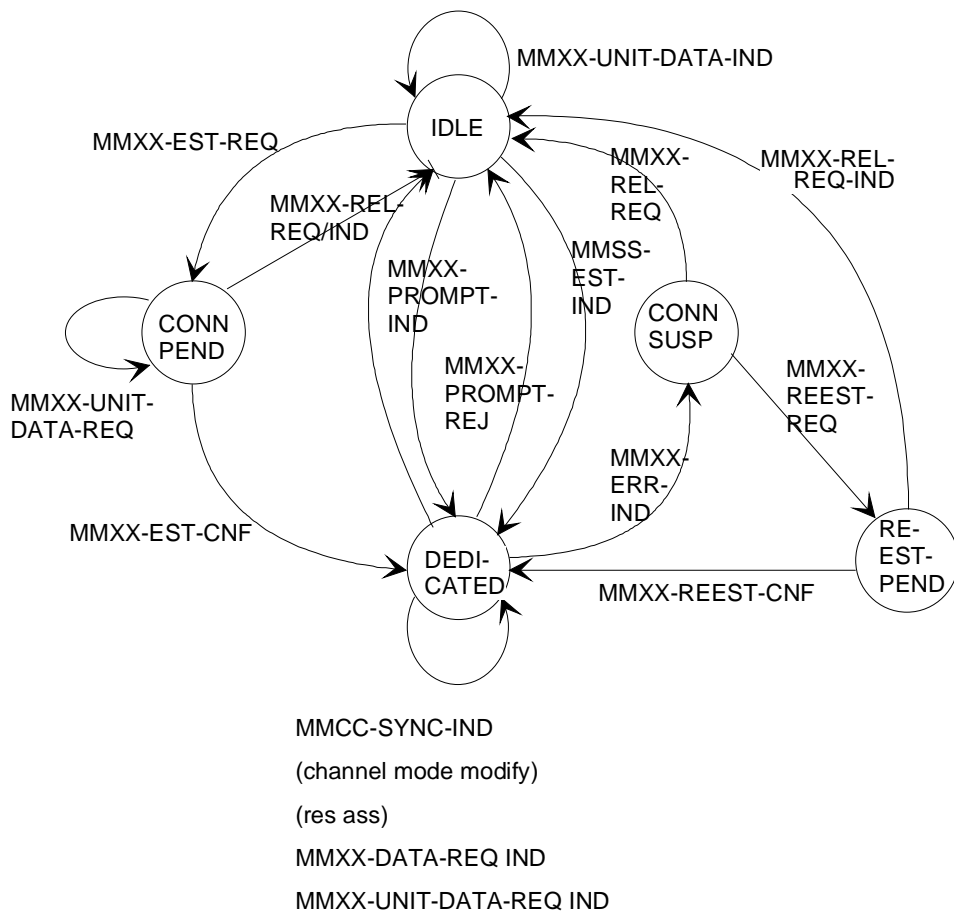 MMXX-UNIT-DATA-IND
IDLE
MMXX-EST-REQ
MMXX-
REL-
REQ
MMXX-REL-
REQ-IND
MMXX-REL-
REQ/IND
MMXX-
PROMPT-
IND
MMSS-
EST-
IND
CONN
PEND
CONN
SUSP
MMXX-
PROMPT-
REJ
MMXX-
REEST-
REQ
MMXX-UNIT-
DATA-REQ
MMXX-
ERR-
IND
MMXX-EST-CNF
DEDI-
CATED
RE-
EST-
PEND
MMXX-REEST-CNF
MMCC-SYNC-IND
(channel mode modify)
(res ass)
MMXX-DATA-REQ IND
MMXX-UNIT-DATA-REQ IND